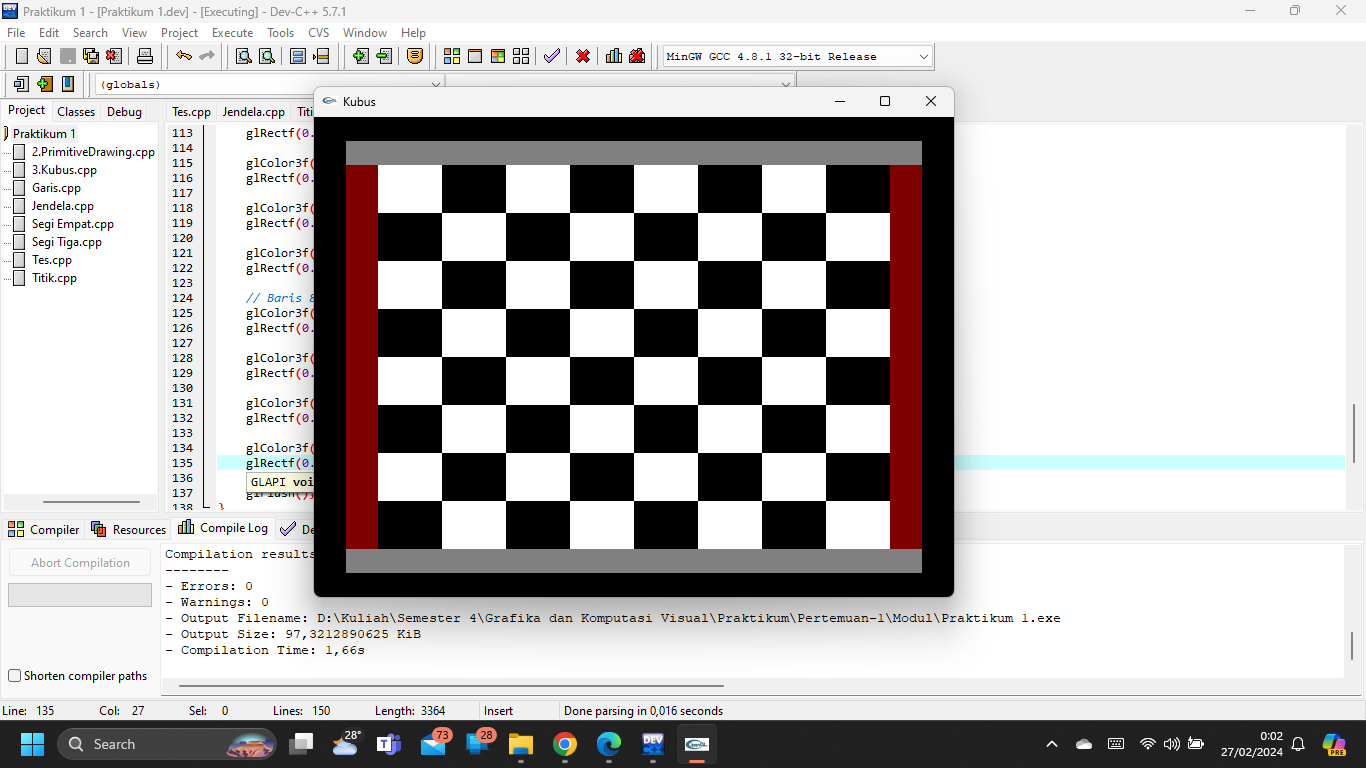 Praktikum 1 - [Praktikum 1.dev] - [Executing] - Dev-C++ 5.7.1
File Edit Search View Project Execute Tools CVS Window Help
MinGW GCC 4.8.1 32-bit Release
(globals)
Project Classes Debug
Tes.cpp Jendela.cpp Titi
Kubus
Praktikum 1
2.PrimitiveDrawing.cpp
3.Kubus.cpp
Garis.cpp
Jendela.cpp
Segi Empat.cpp
Segi Tiga.cpp
Tes.cpp
Titik.cpp
113 glRectf(0.
114
115 glColor3f(
116 glRectf(0.
117
118 glColor3f(
119 glRectf(0.
120
121 glColor3f(
122 glRectf(0.
123
124 // Baris 8
125 glColor3f(
126 glRectf(0.
127
128 glColor3f(
129 glRectf(0.
130
131 glColor3f(
132 glRectf(0.
133
134 glColor3f(
135 glRectf(0.
136 GLAPI voi
137 glFlush();
138 }
Compiler Resources Compile Log De
Abort Compilation
Shorten compiler paths
Compilation results
--------
- Errors: 0
- Warnings: 0
- Output Filename: D:\Kuliah\Semester 4\Grafika dan Komputasi Visual\Praktikum\Pertemuan-1\Modul\Praktikum 1.exe
- Output Size: 97,3212890625 KiB
- Compilation Time: 1,66s
Line: 135 Col: 27 Sel: 0 Lines: 150 Length: 3364 Insert Done parsing in 0,016 seconds
Search
28°
73
28
DEV
OpenGL
0:02
27/02/2024
PRE